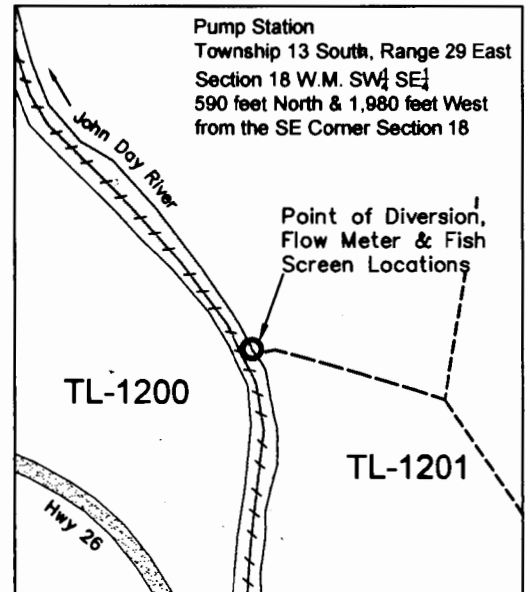 Pump Station
Township 13 South, Range 29 East
Section 18 W.M. SW¼ SE¼
590 feet North & 1,980 feet West
from the SE Corner Section 18
John Day River
Point of Diversion,
Flow Meter & Fish
Screen Locations
TL-1200
TL-1201
Hwy 26